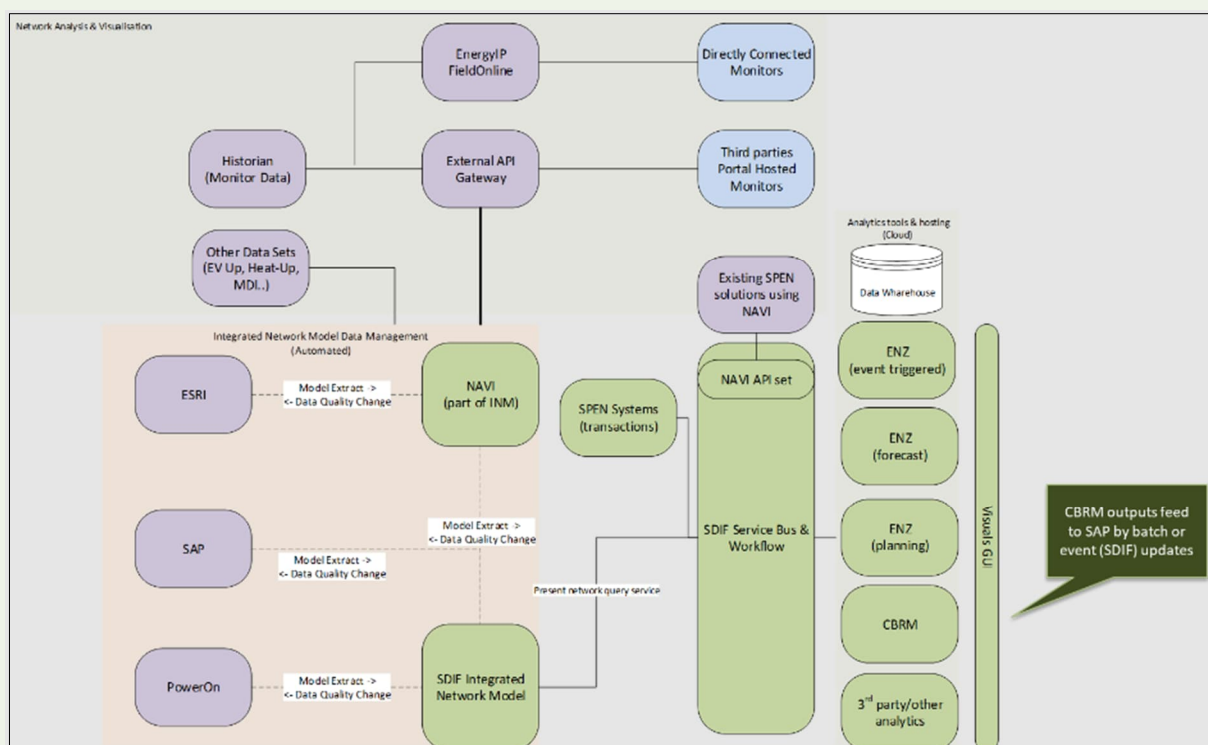 Network Analysis & Visualisation
EnergyIP
FieldOnline
Directly Connected
Monitors
Historian
(Monitor Data)
External API
Gateway
Third parties
Portal Hosted
Monitors
Other Data Sets
(EV Up, Heat-Up,
MDI..)
Existing SPEN
solutions using
NAVI
Analytics tools & hosting
(Cloud)
Data Wharehouse
Integrated Network Model Data Management
(Automated)
ESRI
Model Extract ->
<- Data Quality Change
NAVI
(part of INM)
NAVI API set
SPEN Systems
(transactions)
ENZ
(event triggered)
ENZ
(forecast)
SAP
Model Extract ->
<- Data Quality Change
Model Extract ->
<- Data Quality Change
SDIF Service Bus &
Workflow
ENZ
(planning)
Visuals GUI
CBRM outputs feed
to SAP by batch or
event (SDIF) updates
Present network query service
CBRM
PowerOn
Model Extract ->
<- Data Quality Change
SDIF Integrated
Network Model
3rd party/other
analytics